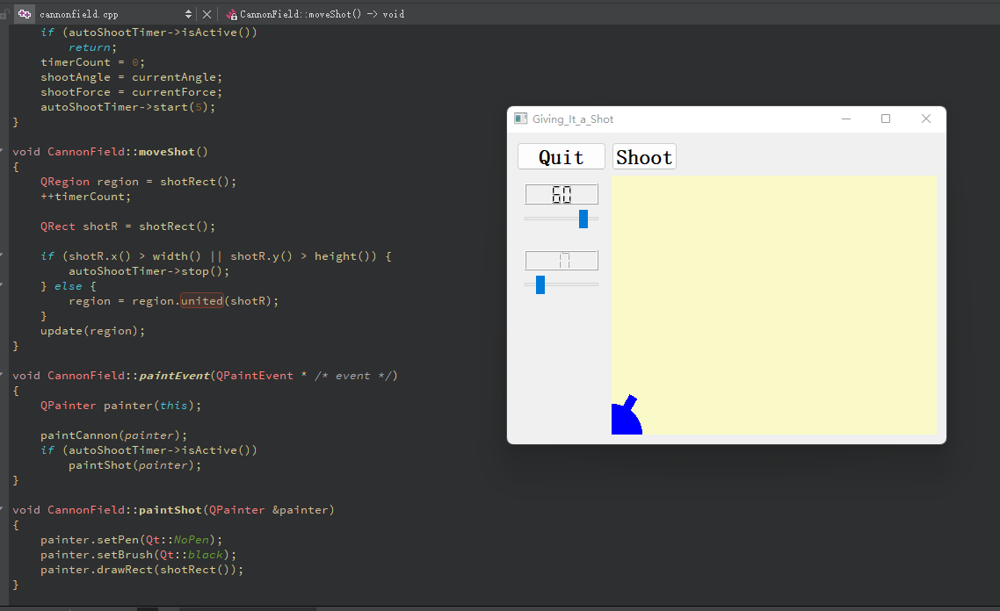 cannonfield.cpp
CannonField::moveShot() -> void
if (autoShootTimer->isActive())
return;
timerCount = 0;
shootAngle = currentAngle;
shootForce = currentForce;
autoShootTimer->start(5);
}
void CannonField::moveShot()
{
QRegion region = shotRect();
++timerCount;
QRect shotR = shotRect();
if (shotR.x() > width() || shotR.y() > height()) {
autoShootTimer->stop();
} else {
region = region.united(shotR);
}
update(region);
}
void CannonField::paintEvent(QPaintEvent * /* event */)
{
QPainter painter(this);
paintCannon(painter);
if (autoShootTimer->isActive())
paintShot(painter);
}
void CannonField::paintShot(QPainter &painter)
{
painter.setPen(Qt::NoPen);
painter.setBrush(Qt::black);
painter.drawRect(shotRect());
}
Giving_It_a_Shot
Quit
Shoot
60